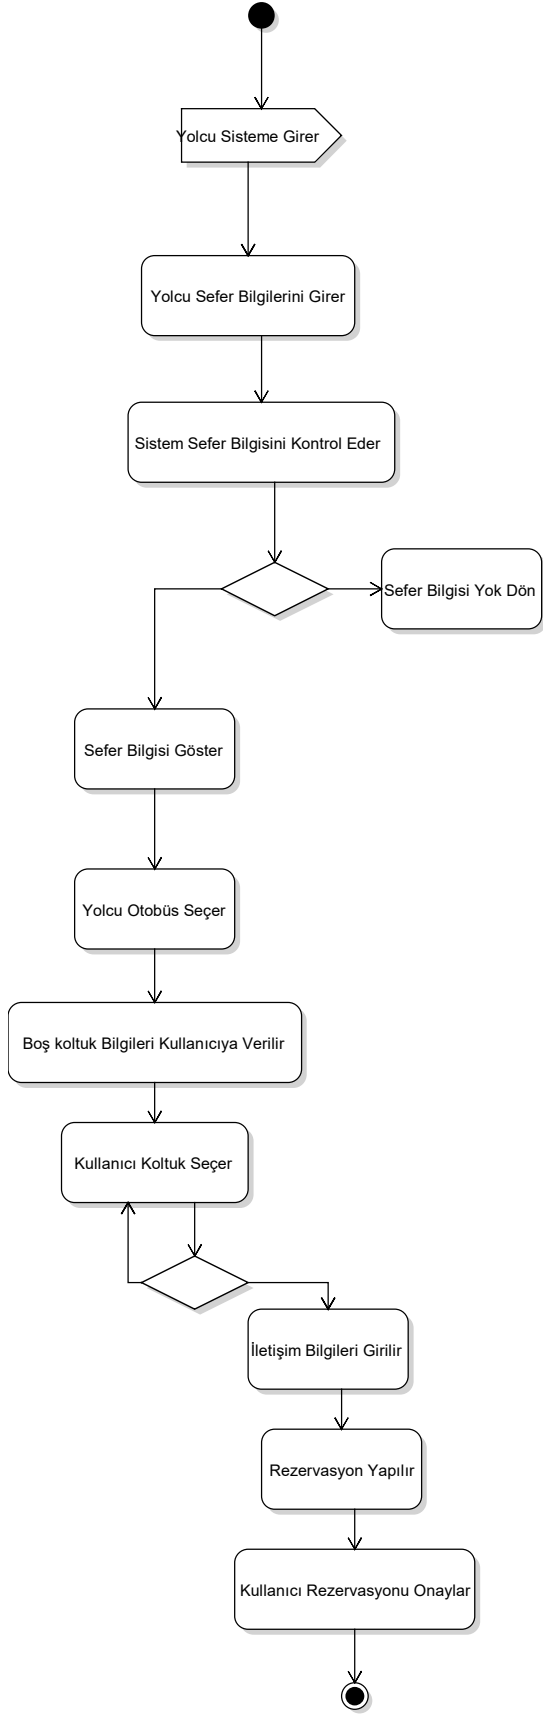 Yolcu Sisteme Girer
Yolcu Sefer Bilgilerini Girer
Sistem Sefer Bilgisini Kontrol Eder
Sefer Bilgisi Yok Dön
Sefer Bilgisi Göster
Yolcu Otobüs Seçer
Boş koltuk Bilgileri Kullanıcıya Verilir
Kullanıcı Koltuk Seçer
İletişim Bilgileri Girilir
Rezervasyon Yapılır
Kullanıcı Rezervasyonu Onaylar